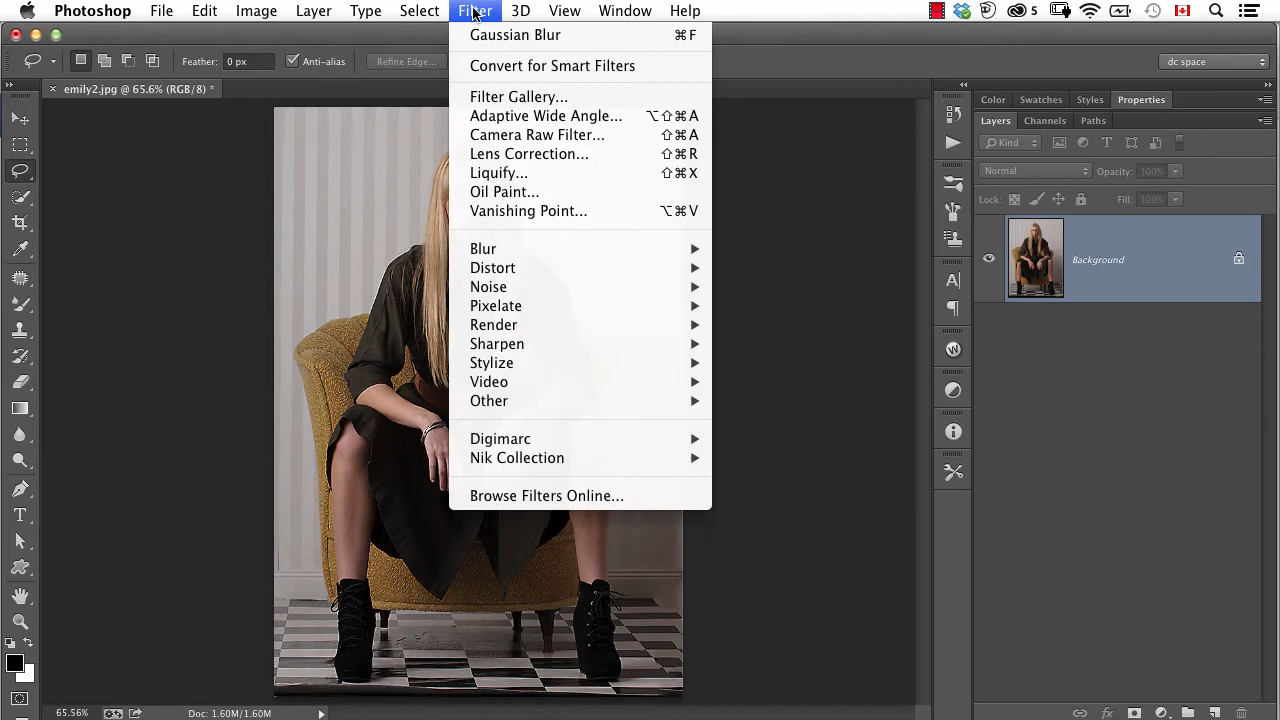 Photoshop File Edit Image Layer Type Select Filter 3D View Window Help 5
Feather: 0 px Anti-alias Refine Edge... dc space
emily2.jpg @ 65.6% (RGB/8) *
Gaussian Blur ⌘F
Convert for Smart Filters
Filter Gallery...
Adaptive Wide Angle... ⌥⇧⌘A
Camera Raw Filter... ⇧⌘A
Lens Correction... ⇧⌘R
Liquify... ⇧⌘X
Oil Paint...
Vanishing Point... ⌥⌘V
Blur
Distort
Noise
Pixelate
Render
Sharpen
Stylize
Video
Other
Digimarc
Nik Collection
Browse Filters Online...
Color Swatches Styles Properties
Layers Channels Paths
Kind
Normal Opacity: 100%
Lock: Fill: 100%
Background
65.56% Doc: 1.60M/1.60M